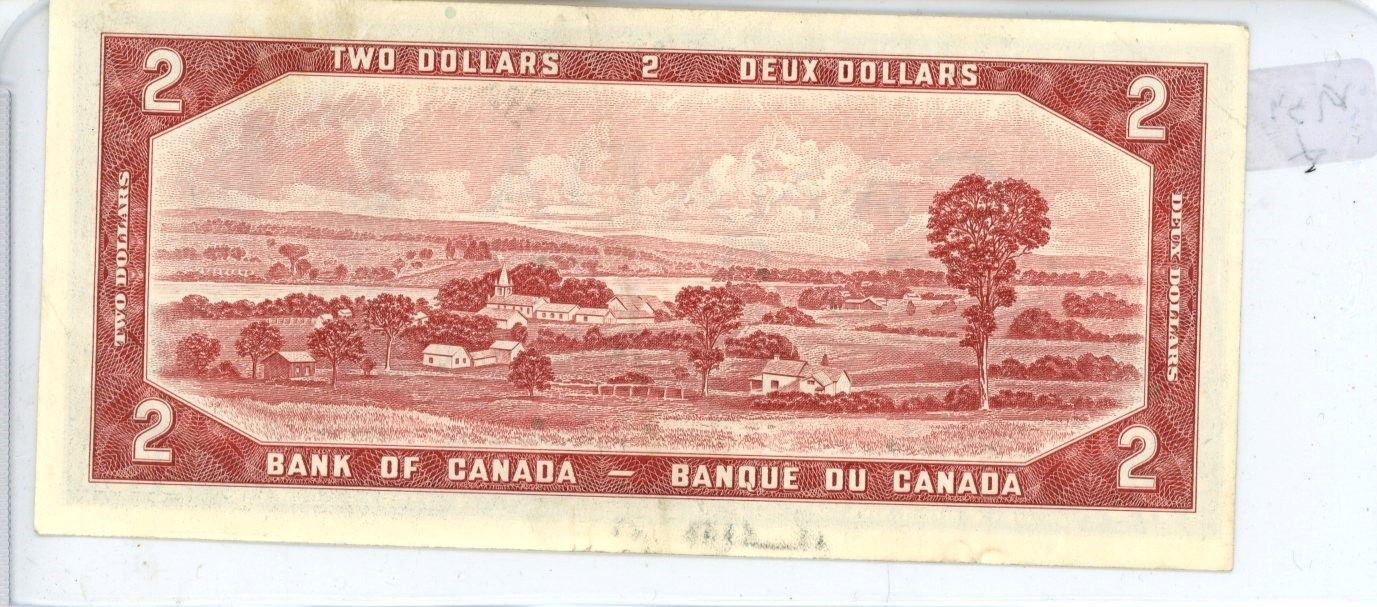 2 TWO DOLLARS 2 DEUX DOLLARS 2
TWO DOLLARS
DEUX DOLLARS
2 BANK OF CANADA — BANQUE DU CANADA 2